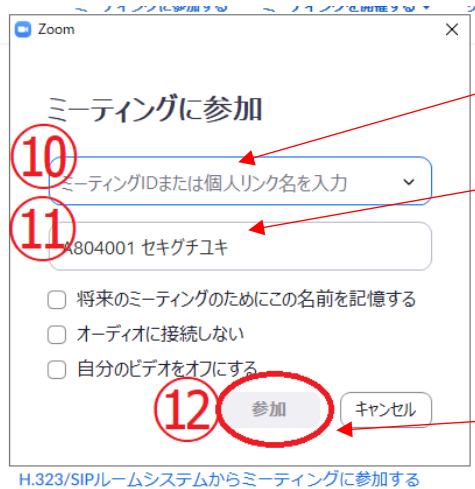 ミーティングに参加する ミーティングを開催する
Zoom
ミーティングに参加
⑩
ミーティングIDまたは個人リンク名を入力
⑪
A804001 セキグチユキ
将来のミーティングのためにこの名前を記憶する
オーディオに接続しない
自分のビデオをオフにする
⑫
参加
キャンセル
H.323/SIPルームシステムからミーティングに参加する